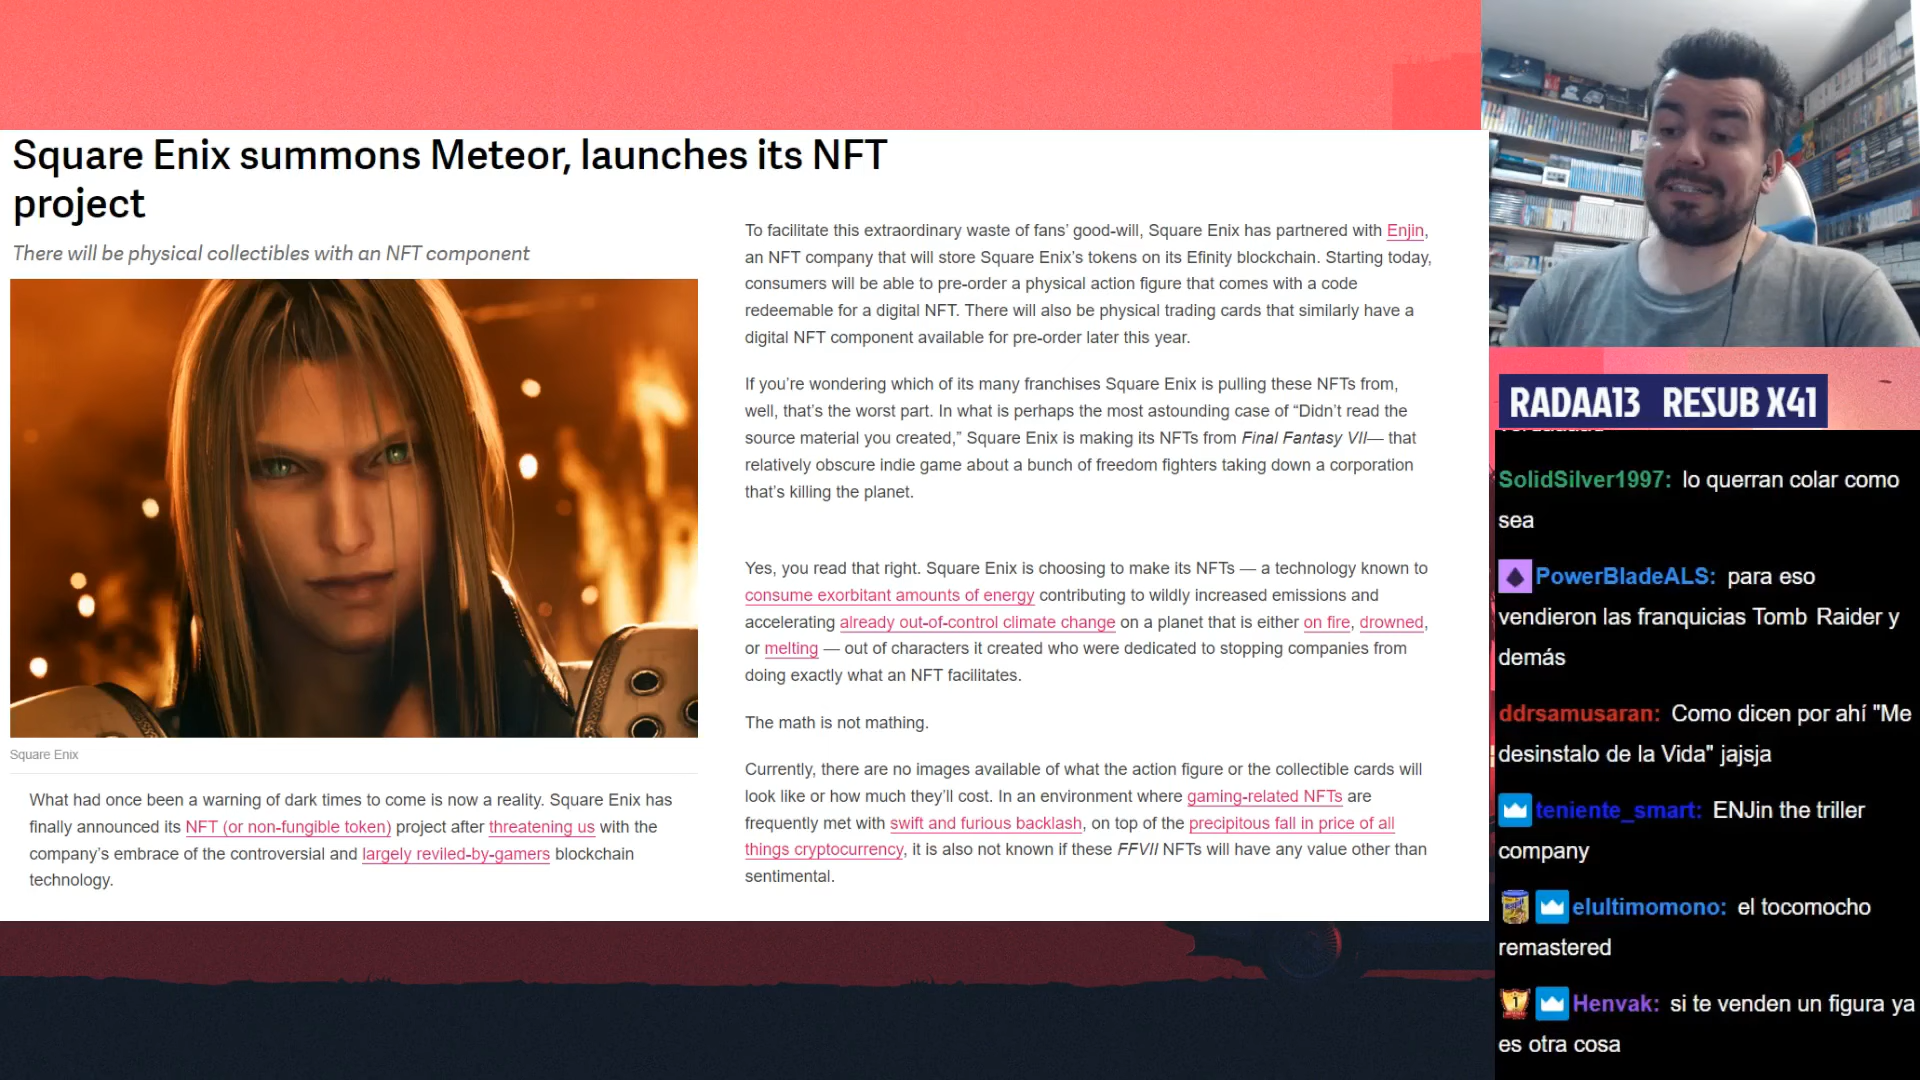 Square Enix summons Meteor, launches its NFT
project
There will be physical collectibles with an NFT component
Square Enix
What had once been a warning of dark times to come is now a reality. Square Enix has
finally announced its NFT (or non-fungible token) project after threatening us with the
company’s embrace of the controversial and largely reviled-by-gamers blockchain
technology.
To facilitate this extraordinary waste of fans’ good-will, Square Enix has partnered with Enjin,
an NFT company that will store Square Enix’s tokens on its Efinity blockchain. Starting today,
consumers will be able to pre-order a physical action figure that comes with a code
redeemable for a digital NFT. There will also be physical trading cards that similarly have a
digital NFT component available for pre-order later this year.
If you’re wondering which of its many franchises Square Enix is pulling these NFTs from,
well, that’s the worst part. In what is perhaps the most astounding case of “Didn’t read the
source material you created,” Square Enix is making its NFTs from Final Fantasy VII— that
relatively obscure indie game about a bunch of freedom fighters taking down a corporation
that’s killing the planet.
Yes, you read that right. Square Enix is choosing to make its NFTs — a technology known to
consume exorbitant amounts of energy contributing to wildly increased emissions and
accelerating already out-of-control climate change on a planet that is either on fire, drowned,
or melting — out of characters it created who were dedicated to stopping companies from
doing exactly what an NFT facilitates.
The math is not mathing.
Currently, there are no images available of what the action figure or the collectible cards will
look like or how much they’ll cost. In an environment where gaming-related NFTs are
frequently met with swift and furious backlash, on top of the precipitous fall in price of all
things cryptocurrency, it is also not known if these FFVII NFTs will have any value other than
sentimental.
RADAA13 RESUB X41
SolidSilver1997: lo querran colar como
sea
PowerBladeALS: para eso
vendieron las franquicias Tomb Raider y
demás
ddrsamusaran: Como dicen por ahí "Me
desinstalo de la Vida" jajsja
teniente_smart: ENJin the triller
company
elultimomono: el tocomocho
remastered
Henvak: si te venden un figura ya
es otra cosa